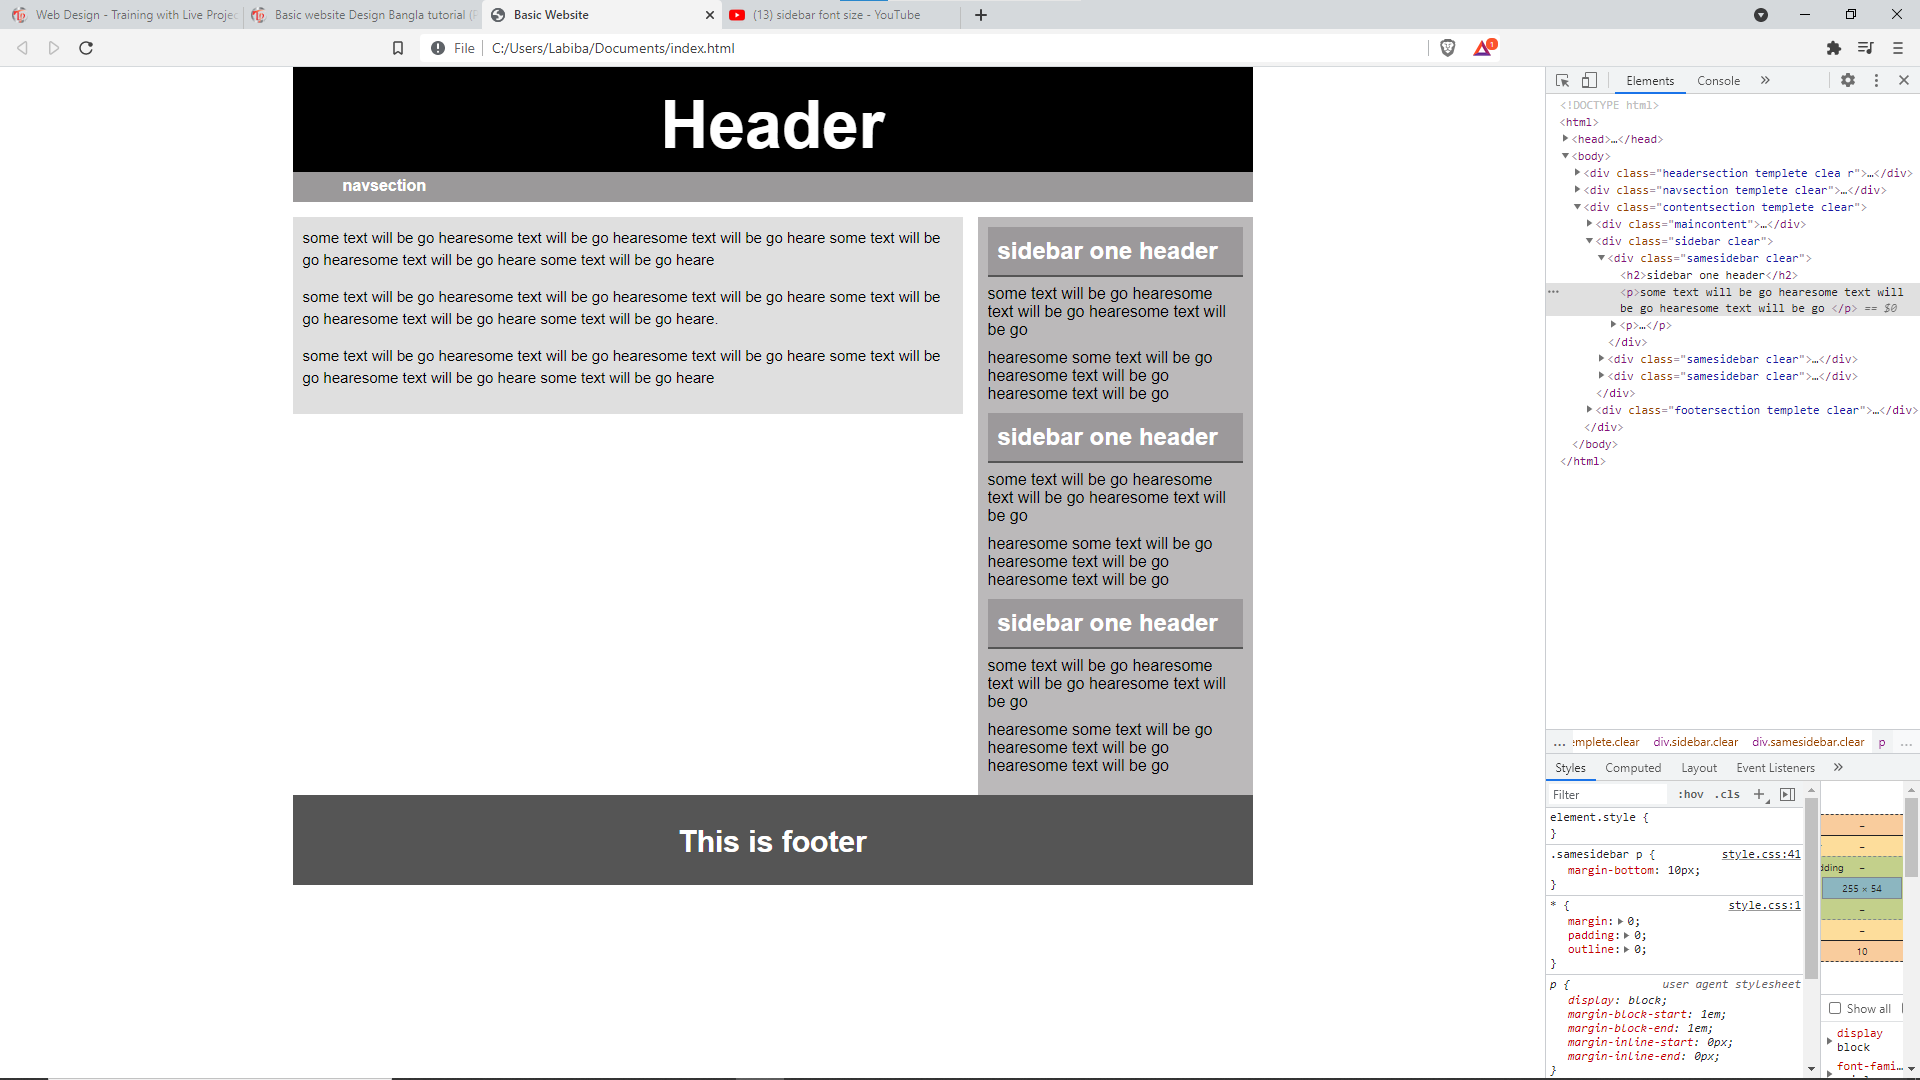 Web Design - Training with Live Projec
Basic website Design Bangla tutorial (P
Basic Website
(13) sidebar font size - YouTube
File
C:/Users/Labiba/Documents/index.html
1
Header
navsection
some text will be go hearesome text will be go hearesome text will be go heare some text will be
go hearesome text will be go heare some text will be go heare
some text will be go hearesome text will be go hearesome text will be go heare some text will be
go hearesome text will be go heare some text will be go heare.
some text will be go hearesome text will be go hearesome text will be go heare some text will be
go hearesome text will be go heare some text will be go heare
sidebar one header
some text will be go hearesome
text will be go hearesome text will
be go
hearesome some text will be go
hearesome text will be go
hearesome text will be go
sidebar one header
some text will be go hearesome
text will be go hearesome text will
be go
hearesome some text will be go
hearesome text will be go
hearesome text will be go
sidebar one header
some text will be go hearesome
text will be go hearesome text will
be go
hearesome some text will be go
hearesome text will be go
hearesome text will be go
This is footer
Elements Console »
<!DOCTYPE html>
<html>
<head>…</head>
<body>
<div class="headersection templete clea r">…</div>
<div class="navsection templete clear">…</div>
<div class="contentsection templete clear">
<div class="maincontent">…</div>
<div class="sidebar clear">
<div class="samesidebar clear">
<h2>sidebar one header</h2>
<p>some text will be go hearesome text will
be go hearesome text will be go </p> == $0
<p>…</p>
</div>
<div class="samesidebar clear">…</div>
<div class="samesidebar clear">…</div>
</div>
<div class="footersection templete clear">…</div>
</div>
</body>
</html>
... emplete.clear div.sidebar.clear div.samesidebar.clear p ...
Styles Computed Layout Event Listeners »
Filter :hov .cls +
element.style {
}
.samesidebar p { style.css:41
margin-bottom: 10px;
}
* { style.css:1
margin: 0;
padding: 0;
outline: 0;
}
p { user agent stylesheet
display: block;
margin-block-start: 1em;
margin-block-end: 1em;
margin-inline-start: 0px;
margin-inline-end: 0px;
}
–
–
dding –
255 × 54
–
–
10
Show all
display
block
font-fami…